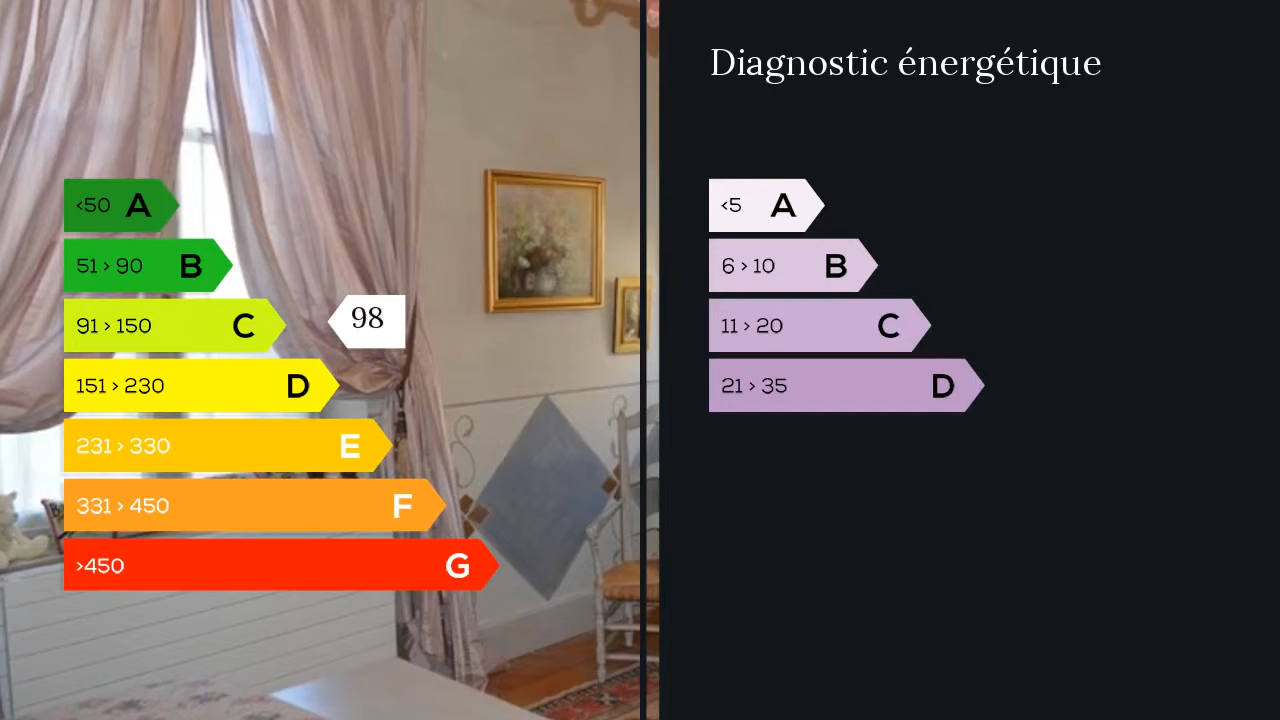 Diagnostic énergétique
<50 A
51 > 90 B
91 > 150 C
98
151 > 230 D
231 > 330 E
331 > 450 F
>450 G
<5 A
6 > 10 B
11 > 20 C
21 > 35 D